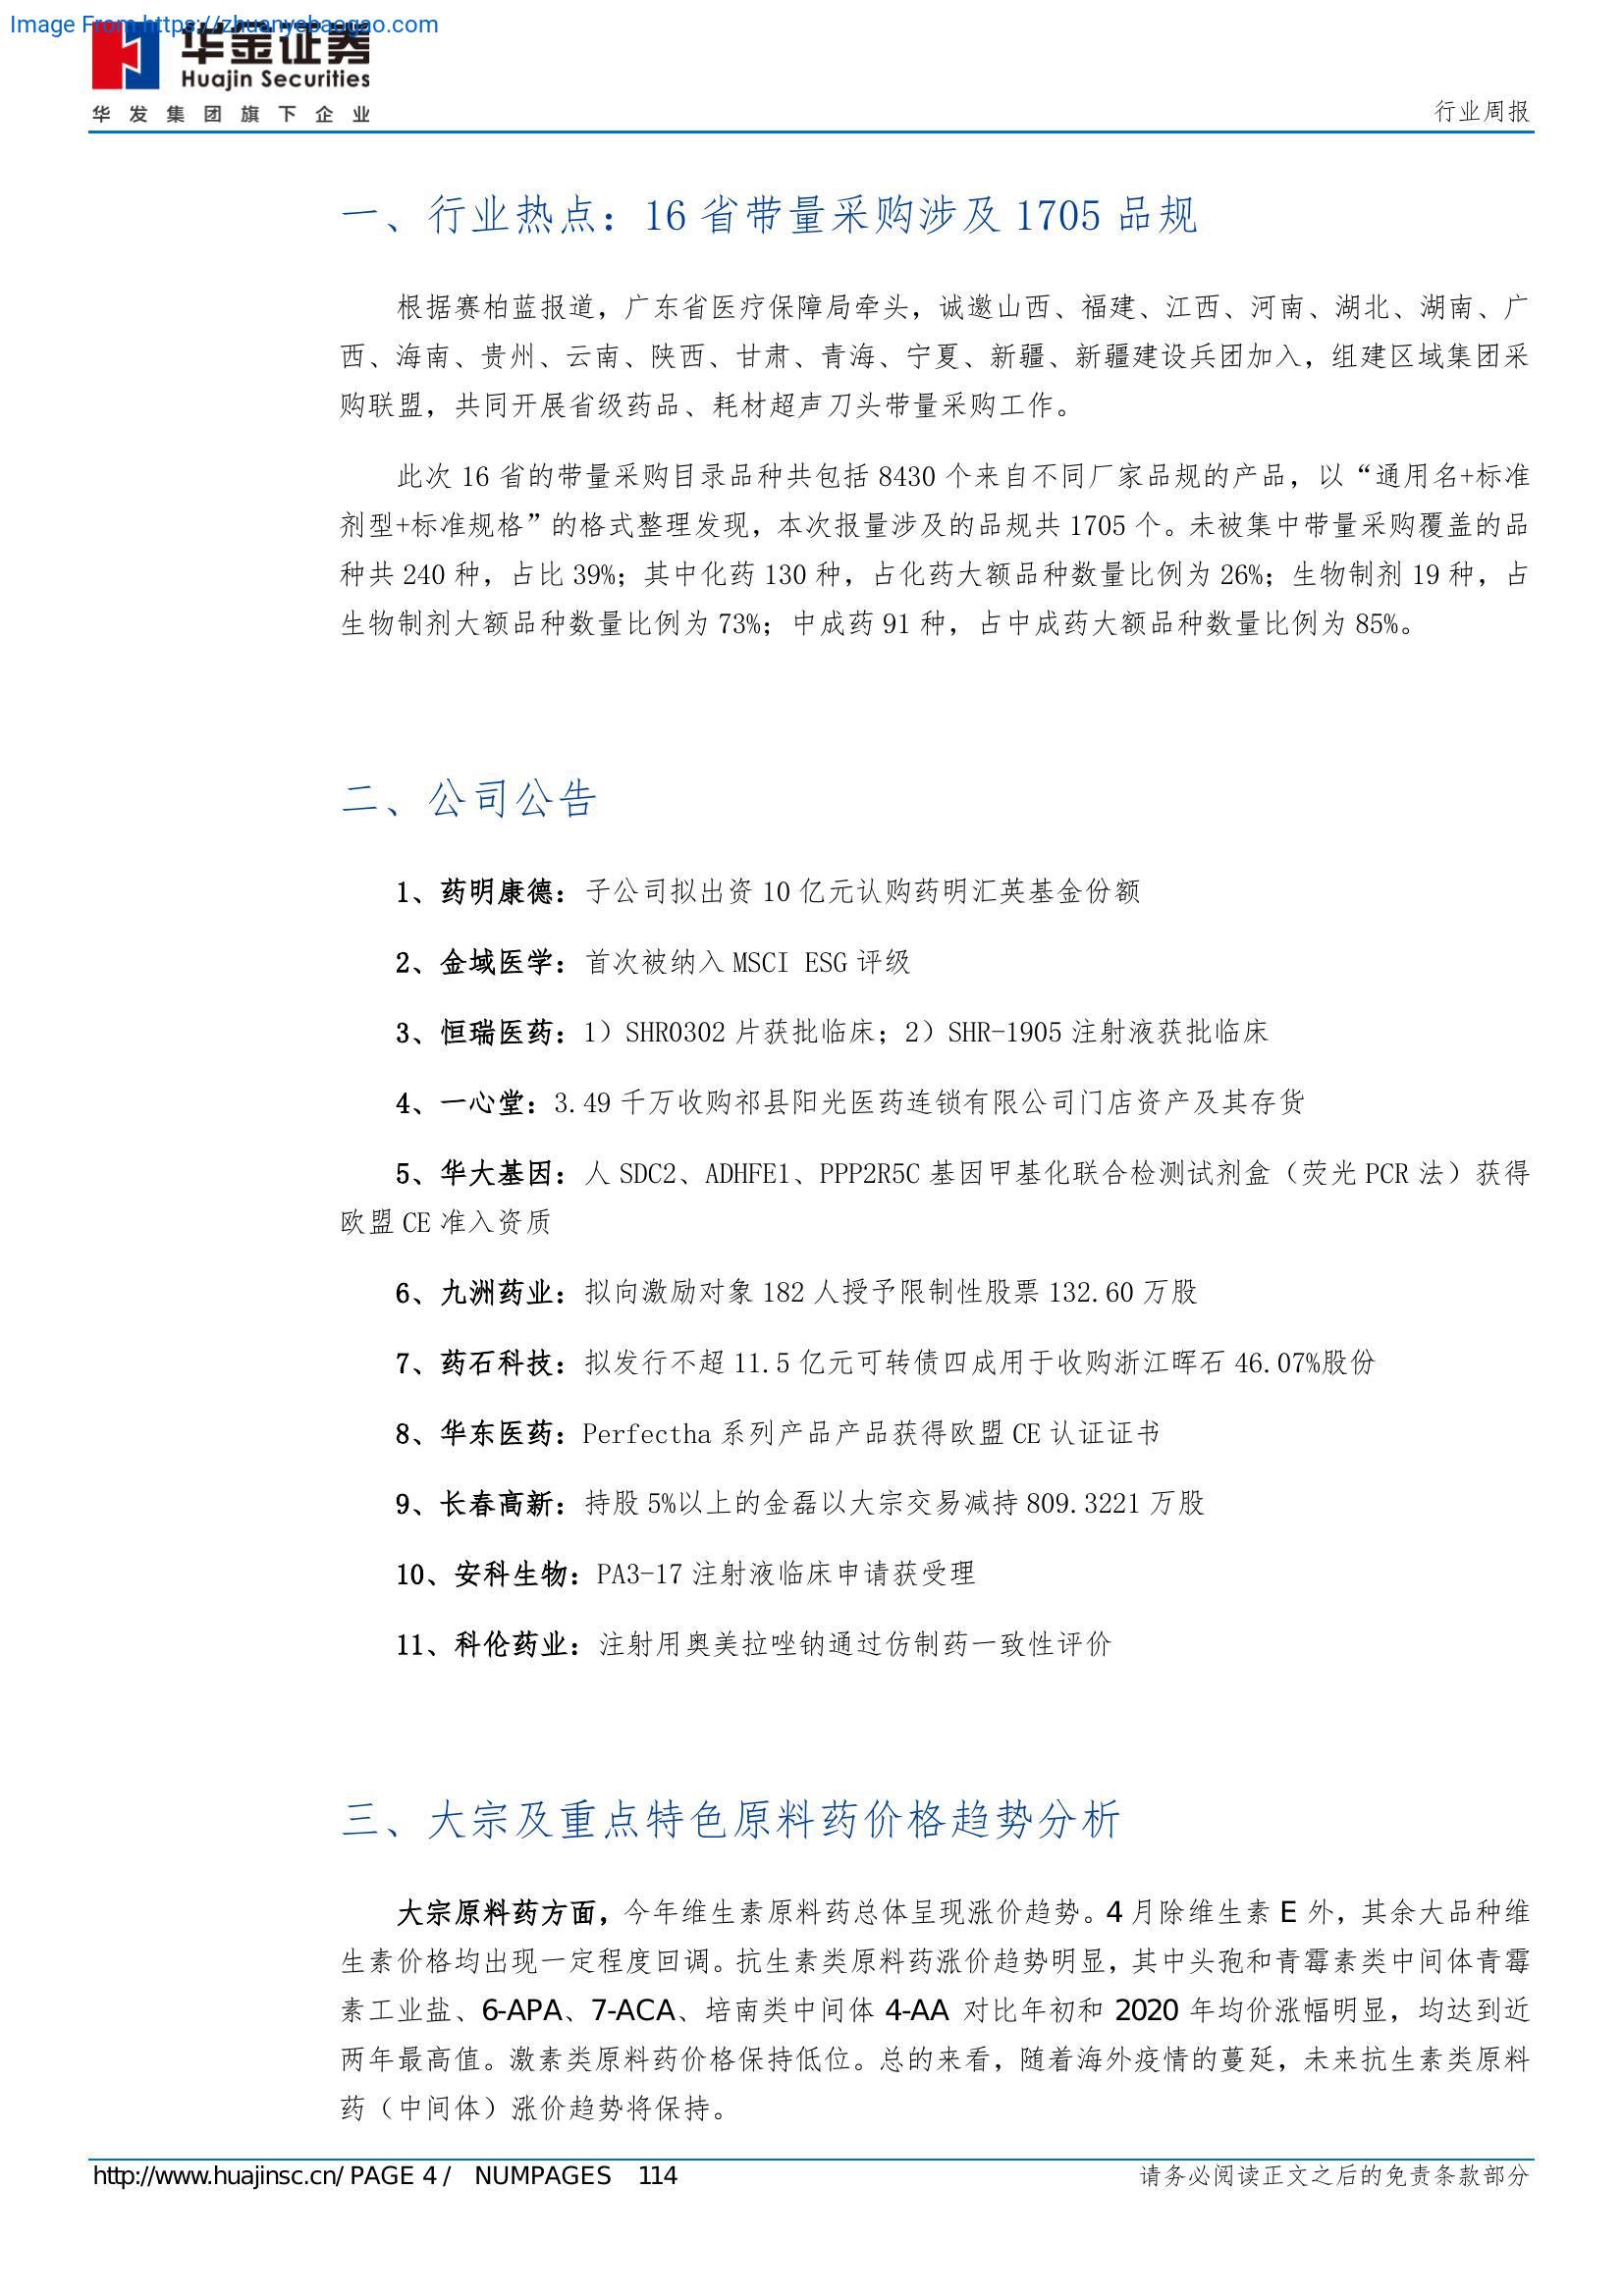 Image From https://zhuanyebaogao.com
华金证券
Huajin Securities
华发集团旗下企业
行业周报
一、行业热点：16 省带量采购涉及 1705 品规
根据赛柏蓝报道，广东省医疗保障局牵头，诚邀山西、福建、江西、河南、湖北、湖南、广
西、海南、贵州、云南、陕西、甘肃、青海、宁夏、新疆、新疆建设兵团加入，组建区域集团采
购联盟，共同开展省级药品、耗材超声刀头带量采购工作。
此次 16 省的带量采购目录品种共包括 8430 个来自不同厂家品规的产品，以“通用名+标准
剂型+标准规格”的格式整理发现，本次报量涉及的品规共 1705 个。未被集中带量采购覆盖的品
种共 240 种，占比 39%；其中化药 130 种，占化药大额品种数量比例为 26%；生物制剂 19 种，占
生物制剂大额品种数量比例为 73%；中成药 91 种，占中成药大额品种数量比例为 85%。
二、公司公告
1、药明康德：子公司拟出资 10 亿元认购药明汇英基金份额
2、金域医学：首次被纳入 MSCI ESG 评级
3、恒瑞医药：1）SHR0302 片获批临床；2）SHR-1905 注射液获批临床
4、一心堂：3.49 千万收购祁县阳光医药连锁有限公司门店资产及其存货
5、华大基因：人 SDC2、ADHFE1、PPP2R5C 基因甲基化联合检测试剂盒（荧光 PCR 法）获得
欧盟 CE 准入资质
6、九洲药业：拟向激励对象 182 人授予限制性股票 132.60 万股
7、药石科技：拟发行不超 11.5 亿元可转债四成用于收购浙江晖石 46.07%股份
8、华东医药：Perfectha 系列产品产品获得欧盟 CE 认证证书
9、长春高新：持股 5%以上的金磊以大宗交易减持 809.3221 万股
10、安科生物：PA3-17 注射液临床申请获受理
11、科伦药业：注射用奥美拉唑钠通过仿制药一致性评价
三、大宗及重点特色原料药价格趋势分析
大宗原料药方面，今年维生素原料药总体呈现涨价趋势。4 月除维生素 E 外，其余大品种维
生素价格均出现一定程度回调。抗生素类原料药涨价趋势明显，其中头孢和青霉素类中间体青霉
素工业盐、6-APA、7-ACA、培南类中间体 4-AA 对比年初和 2020 年均价涨幅明显，均达到近
两年最高值。激素类原料药价格保持低位。总的来看，随着海外疫情的蔓延，未来抗生素类原料
药（中间体）涨价趋势将保持。
http://www.huajinsc.cn/ PAGE 4 / NUMPAGES 114
请务必阅读正文之后的免责条款部分